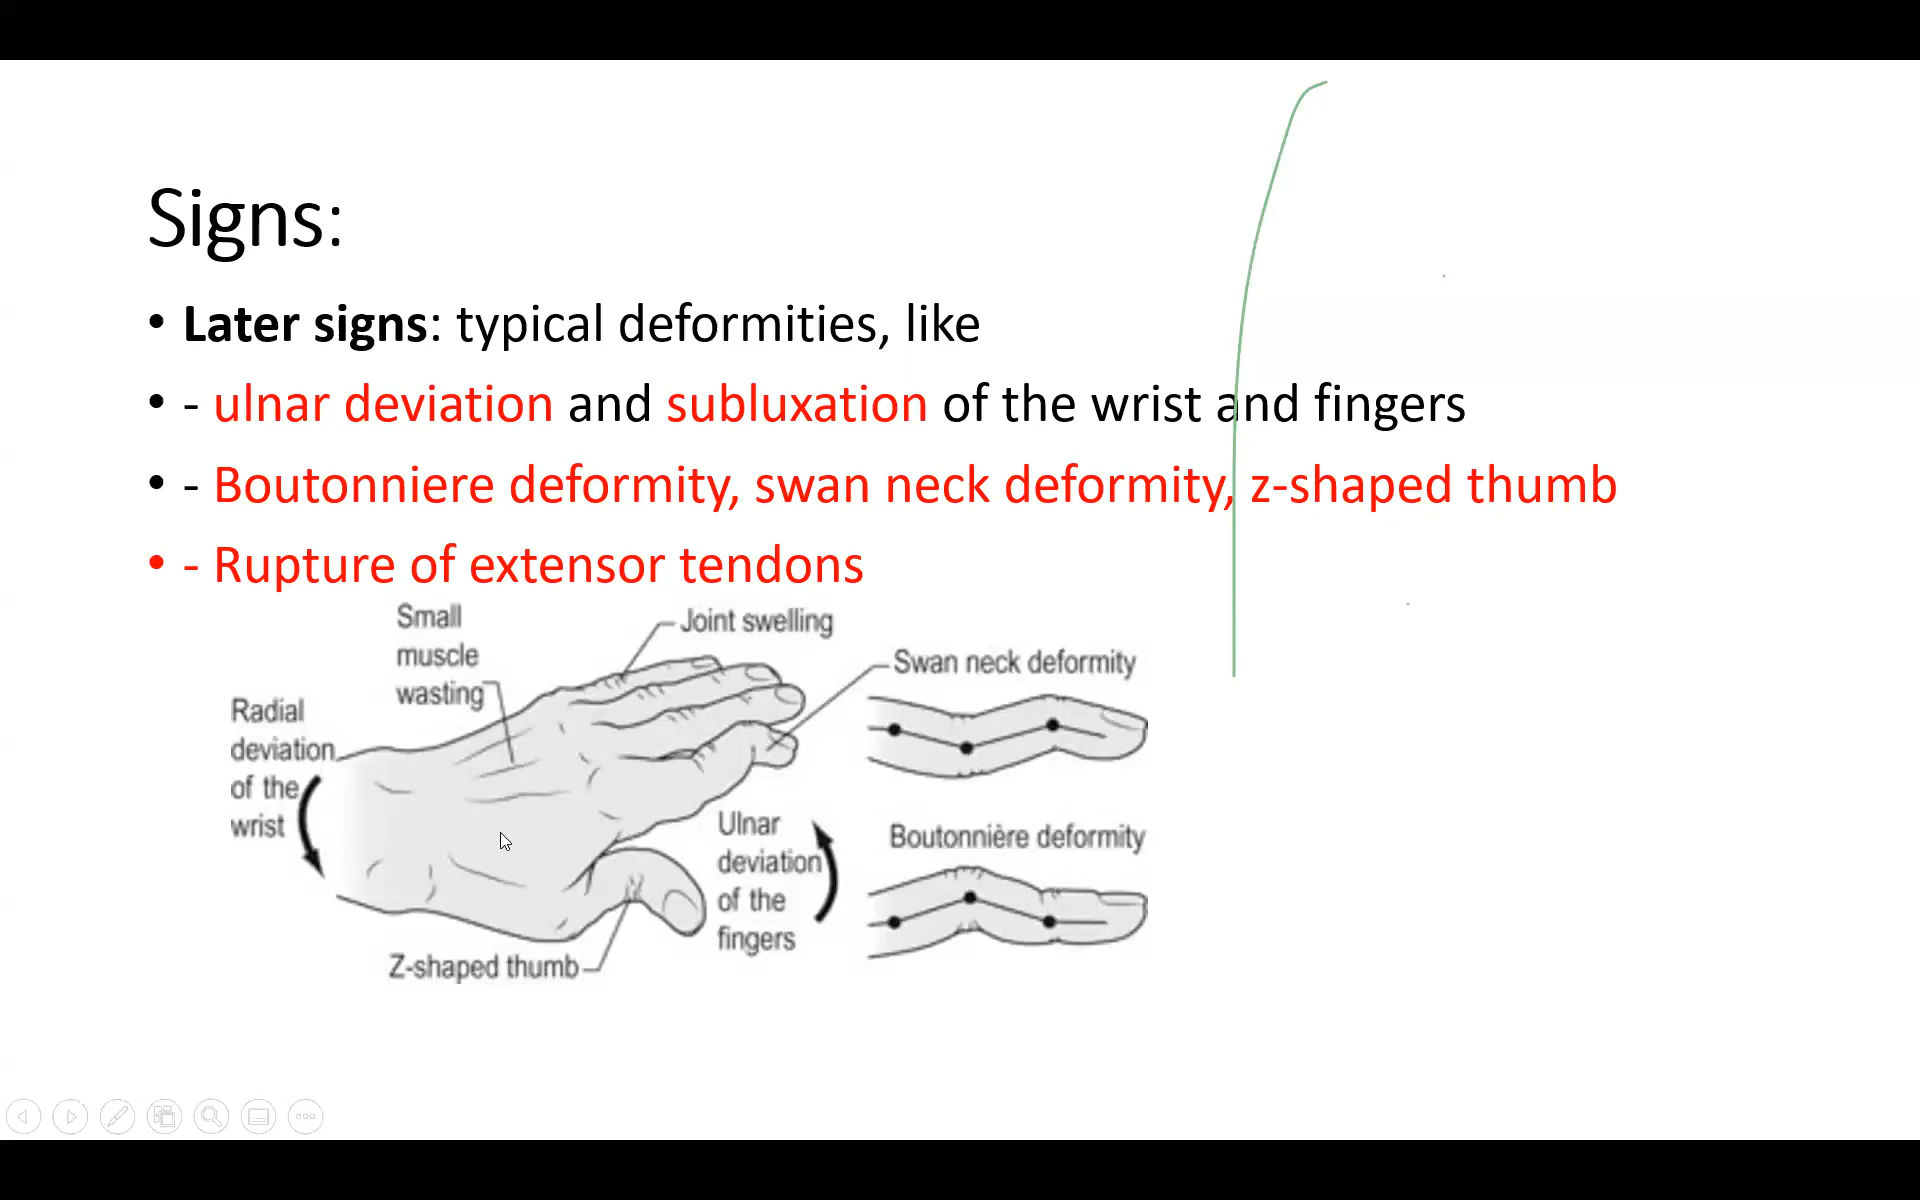 Signs:
• Later signs: typical deformities, like
• - ulnar deviation and subluxation of the wrist and fingers
• - Boutonniere deformity, swan neck deformity, z-shaped thumb
• - Rupture of extensor tendons
Small
muscle
wasting
Joint swelling
Swan neck deformity
Radial
deviation
of the
wrist
Ulnar
deviation
of the
fingers
Boutonnière deformity
Z-shaped thumb